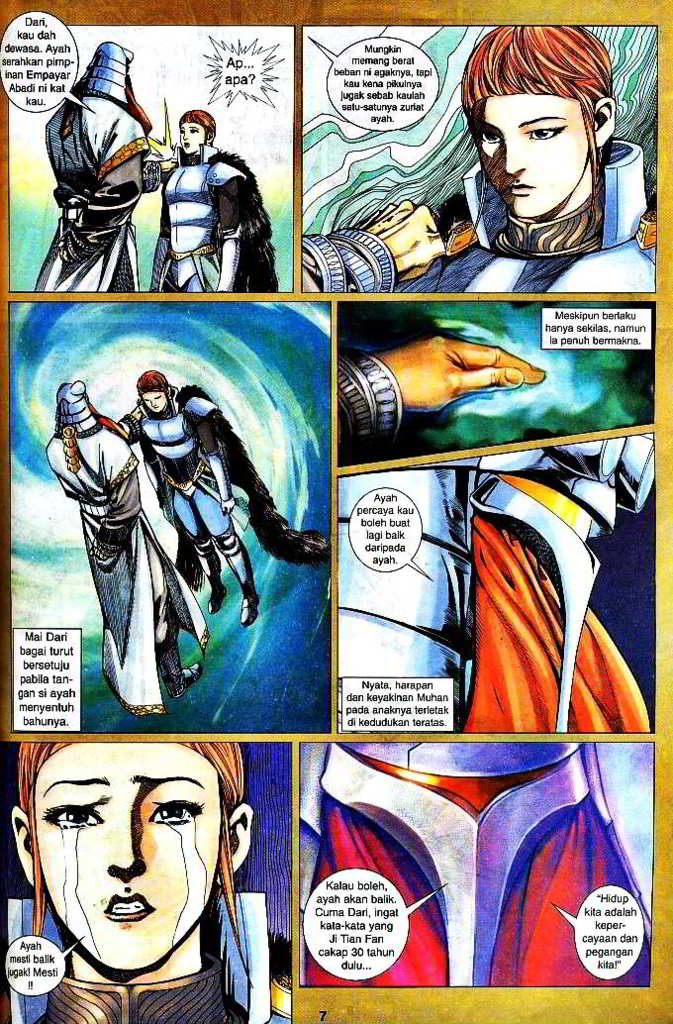 Dari,
kau dah
dewasa. Ayah
serahkan pimp-
inan Empayar
Abadi ni kat
kau.
Ap...
apa?
Mungkin
memang berat
beban ni agaknya, tapi
kau kena pikulnya
jugak sebab kaulah
satu-satunya zuriat
ayah.
Mai Dari
bagai turut
bersetuju
pabila tan-
gan si ayah
menyentuh
bahunya.
Meskipun berlaku
hanya sekilas, namun
ia penuh bermakna.
Ayah
percaya kau
boleh buat
lagi baik
daripada
ayah.
Nyata, harapan
dan keyakinan Muhan
pada anaknya terletak
di kedudukan teratas.
Ayah
mesti balik
jugak! Mesti
!!
Kalau boleh,
ayah akan balik.
Cuma Dari, ingat
kata-kata yang
Ji Tian Fan
cakap 30 tahun
dulu...
"Hidup
kita adalah
keper-
cayaan dan
pegangan
kita!"
7